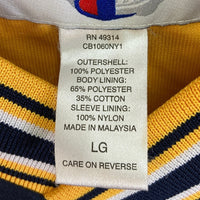 RN 49314
CB1060NY1
OUTERSHELL:
100% POLYESTER
BODY LINING:
65% POLYESTER
35% COTTON
SLEEVE LINING:
100% NYLON
MADE IN MALAYSIA
LG
CARE ON REVERSE